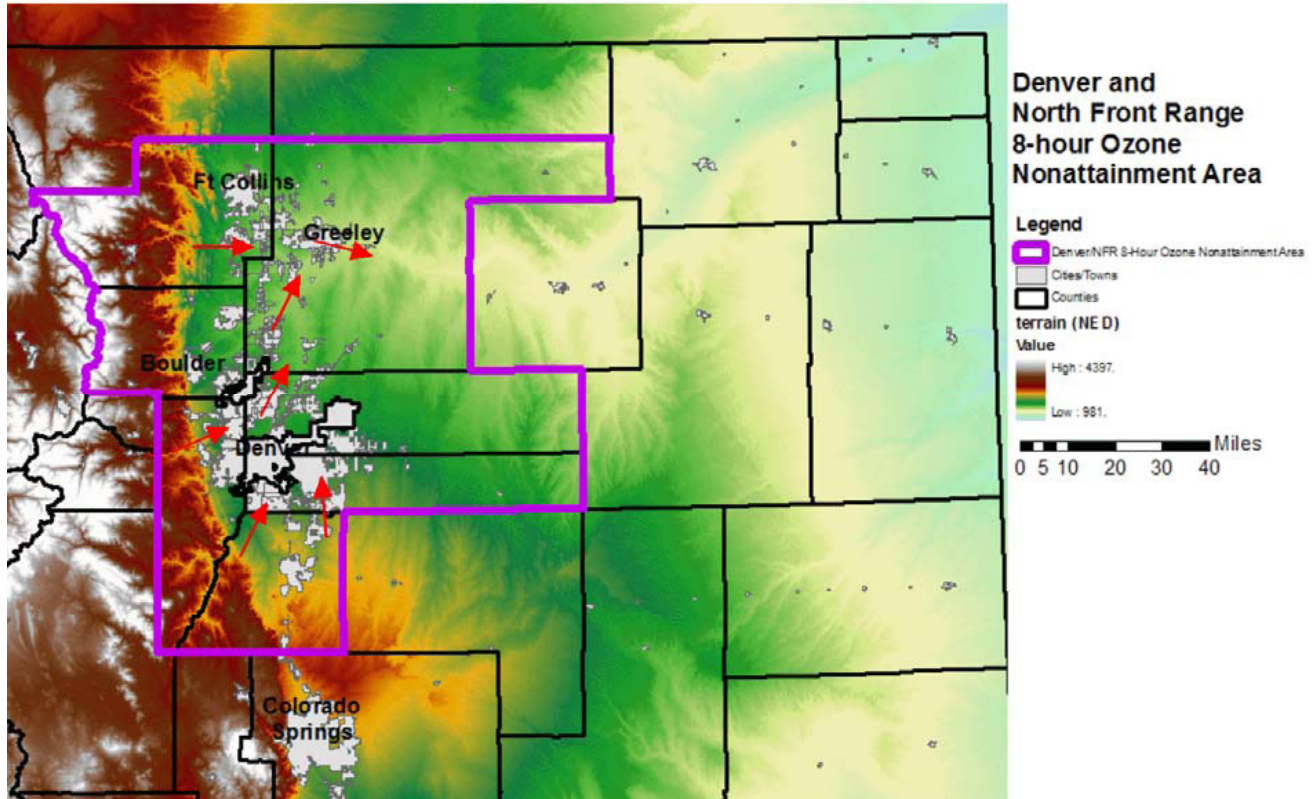 Ft Collins
Greeley
Boulder
Denver
Colorado
Springs
Denver and
North Front Range
8-hour Ozone
Nonattainment Area
Legend
Denver/NFR 8-Hour Ozone Nonattainment Area
Cities/Towns
Counties
terrain (NED)
Value
High : 4397.
Low : 981.
Miles
0 5 10 20 30 40